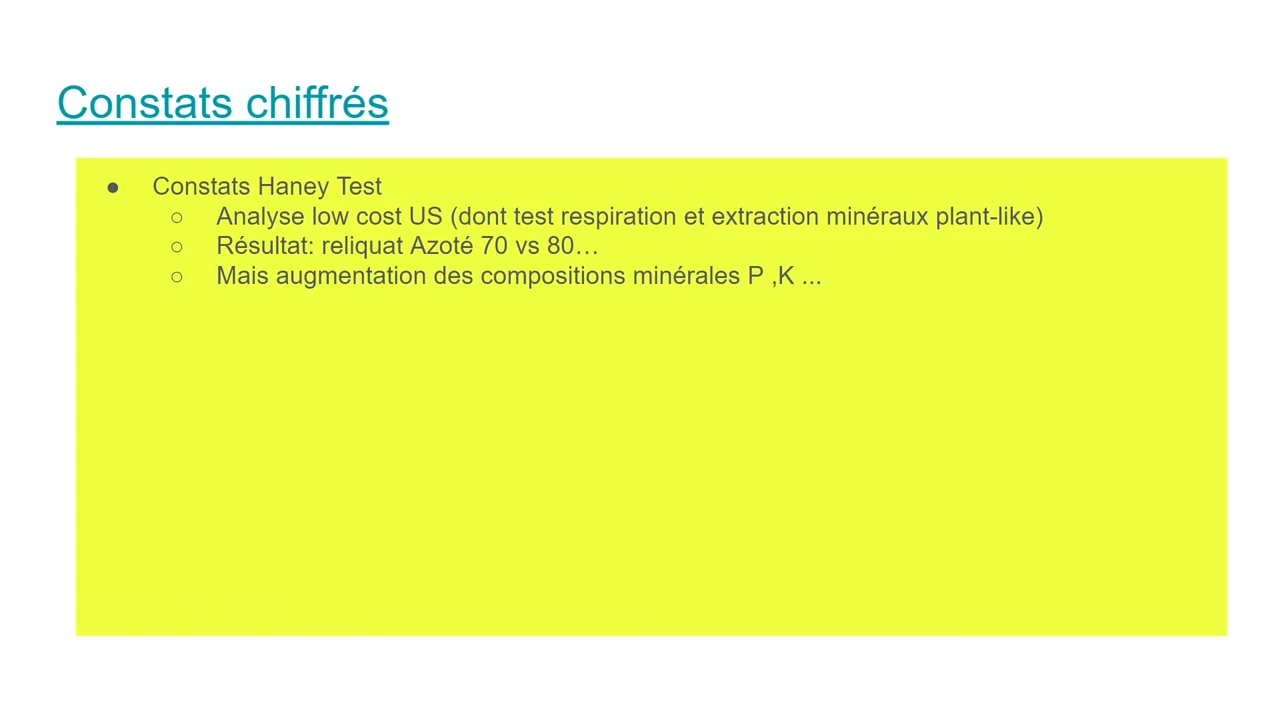 Constats chiffrés
● Constats Haney Test
○ Analyse low cost US (dont test respiration et extraction minéraux plant-like)
○ Résultat: reliquat Azoté 70 vs 80…
○ Mais augmentation des compositions minérales P ,K ...